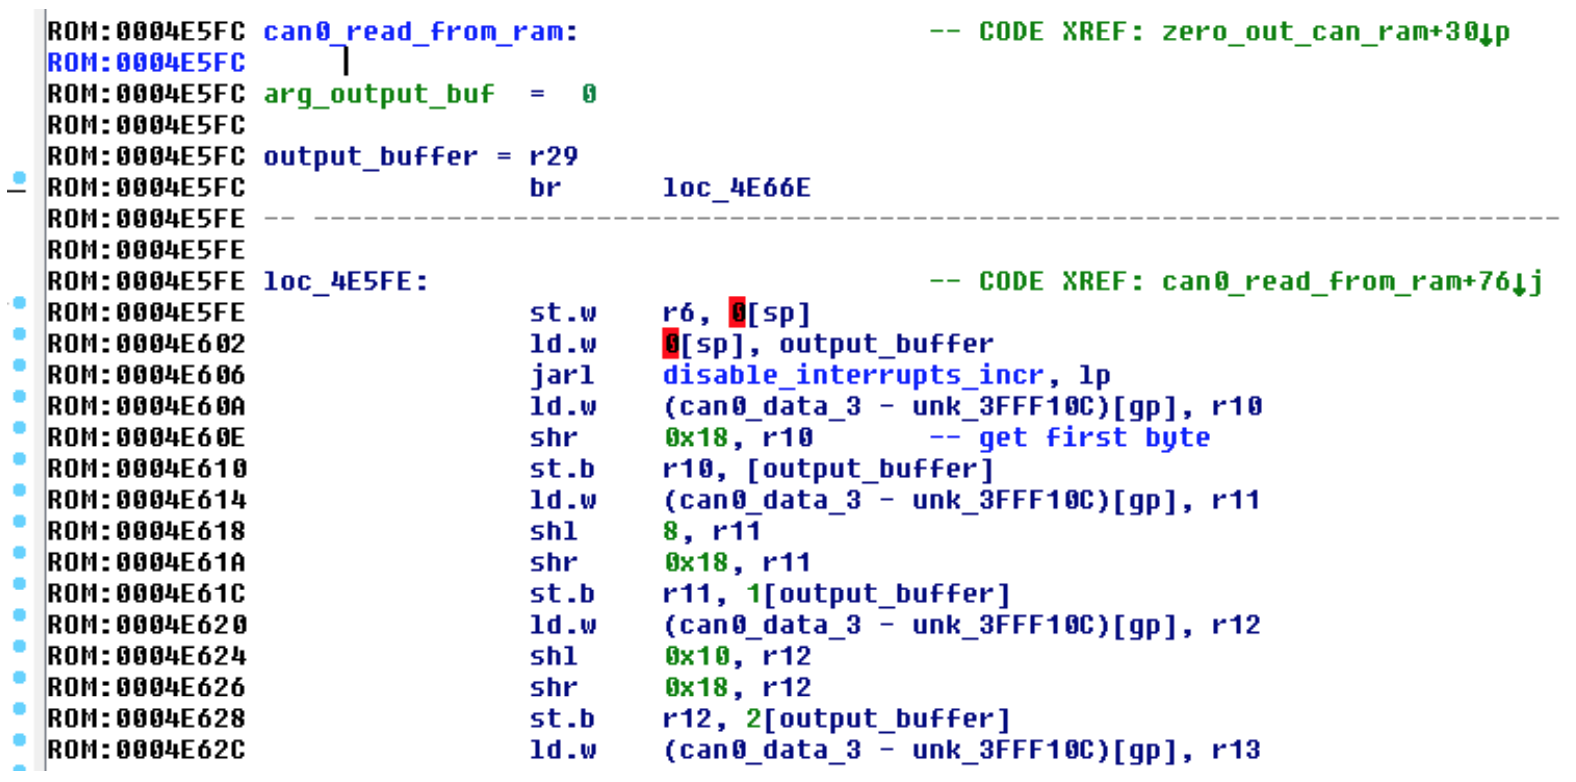 ROM:0004E5FC can0_read_from_ram: -- CODE XREF: zero_out_can_ram+30↓p
ROM:0004E5FC
ROM:0004E5FC arg_output_buf = 0
ROM:0004E5FC
ROM:0004E5FC output_buffer = r29
ROM:0004E5FC br loc_4E66E
ROM:0004E5FE -- ---------------------------------------------------------------------------
ROM:0004E5FE
ROM:0004E5FE loc_4E5FE: -- CODE XREF: can0_read_from_ram+76↓j
ROM:0004E5FE st.w r6, 0[sp]
ROM:0004E602 ld.w 0[sp], output_buffer
ROM:0004E606 jarl disable_interrupts_incr, lp
ROM:0004E60A ld.w (can0_data_3 - unk_3FFF10C)[gp], r10
ROM:0004E60E shr 0x18, r10 -- get first byte
ROM:0004E610 st.b r10, [output_buffer]
ROM:0004E614 ld.w (can0_data_3 - unk_3FFF10C)[gp], r11
ROM:0004E618 shl 8, r11
ROM:0004E61A shr 0x18, r11
ROM:0004E61C st.b r11, 1[output_buffer]
ROM:0004E620 ld.w (can0_data_3 - unk_3FFF10C)[gp], r12
ROM:0004E624 shl 0x10, r12
ROM:0004E626 shr 0x18, r12
ROM:0004E628 st.b r12, 2[output_buffer]
ROM:0004E62C ld.w (can0_data_3 - unk_3FFF10C)[gp], r13